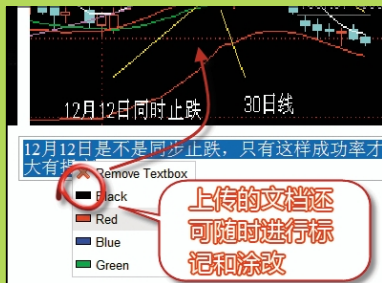 12月12日同时止跌
30日线
12月12日是不是同步止跌，只有这样成功率才
大有
Remove Textbox
Black
Red
Blue
Green
上传的文档还
可随时进行标
记和涂改